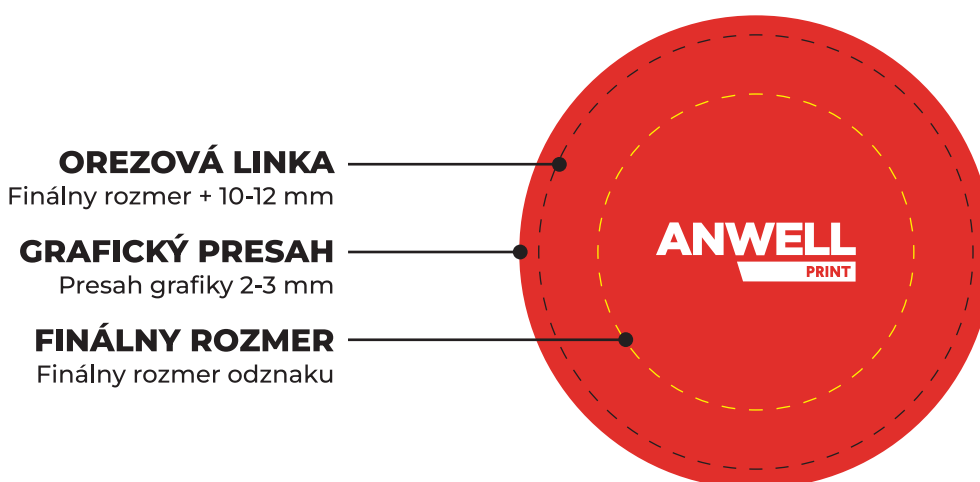 OREZOVÁ LINKA
Finálny rozmer + 10-12 mm
GRAFICKÝ PRESAH
Presah grafiky 2-3 mm
FINÁLNY ROZMER
Finálny rozmer odznaku
ANWELL
PRINT